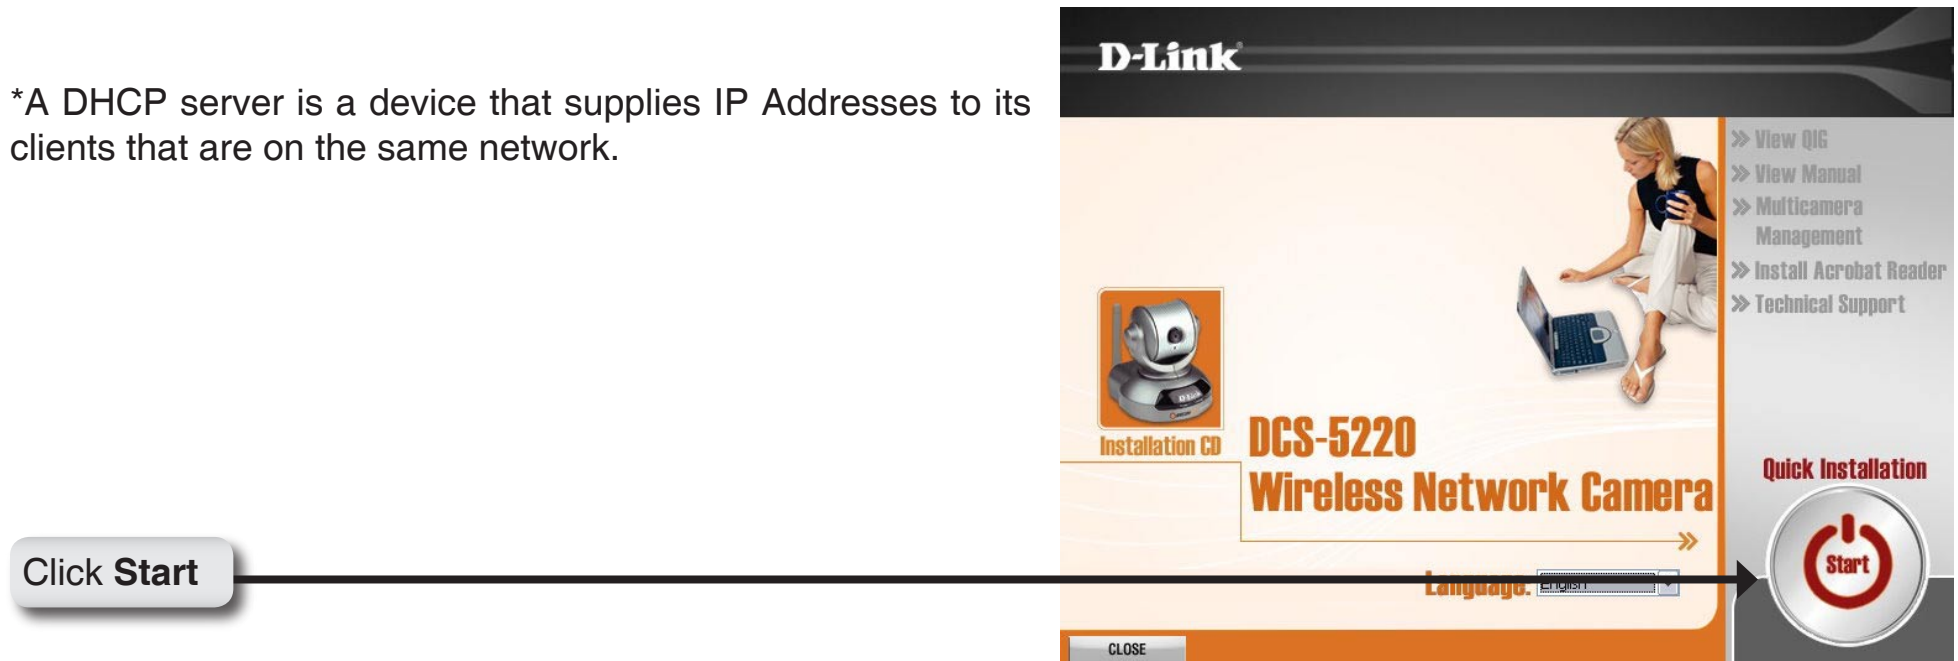 *A DHCP server is a device that supplies IP Addresses to its
clients that are on the same network.
Click Start
D-Link
» View QIG
» View Manual
» Multicamera
Management
» Install Acrobat Reader
» Technical Support
D-Link
Installation CD
DCS-5220
Wireless Network Camera
»
Quick Installation
Start
Language: English
CLOSE